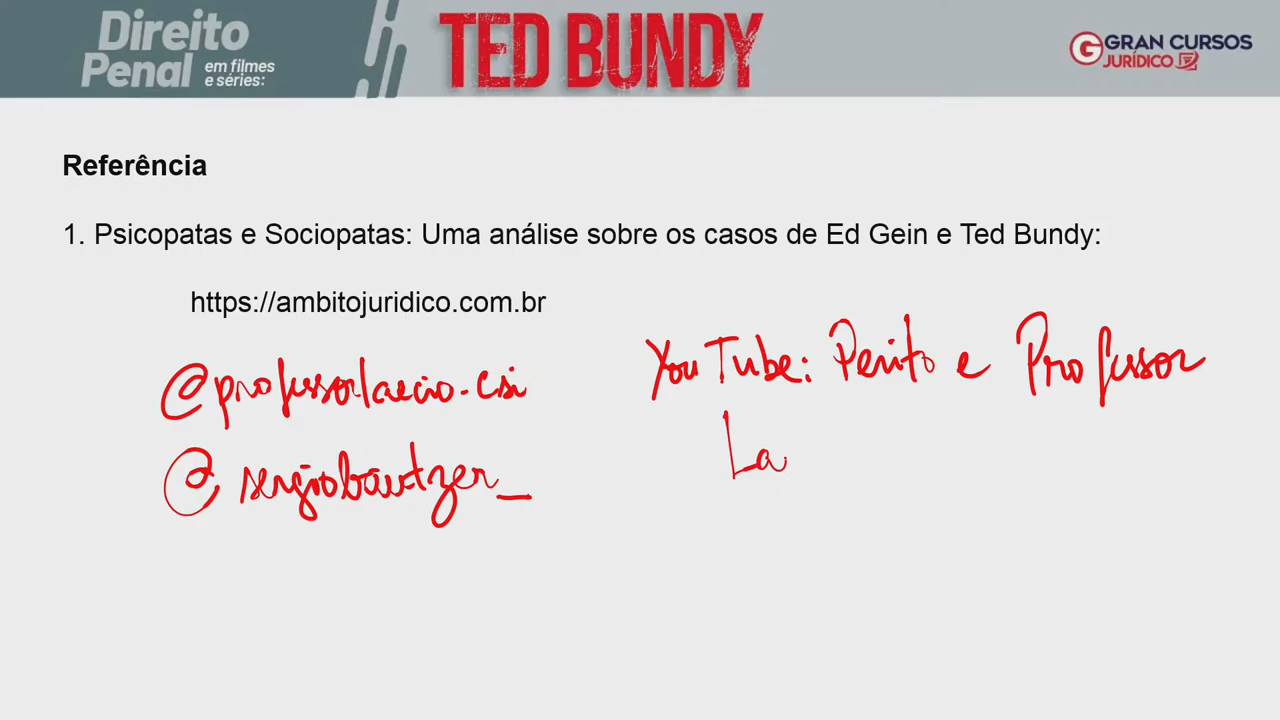 Direito
Penal em filmes
e séries:
TED BUNDY
GRAN CURSOS
JURÍDICO
Referência
1. Psicopatas e Sociopatas: Uma análise sobre os casos de Ed Gein e Ted Bundy:
https://ambitojuridico.com.br
@professorlaecio.csi
@sergiobautzer_
YouTube: Perito e Professor
La